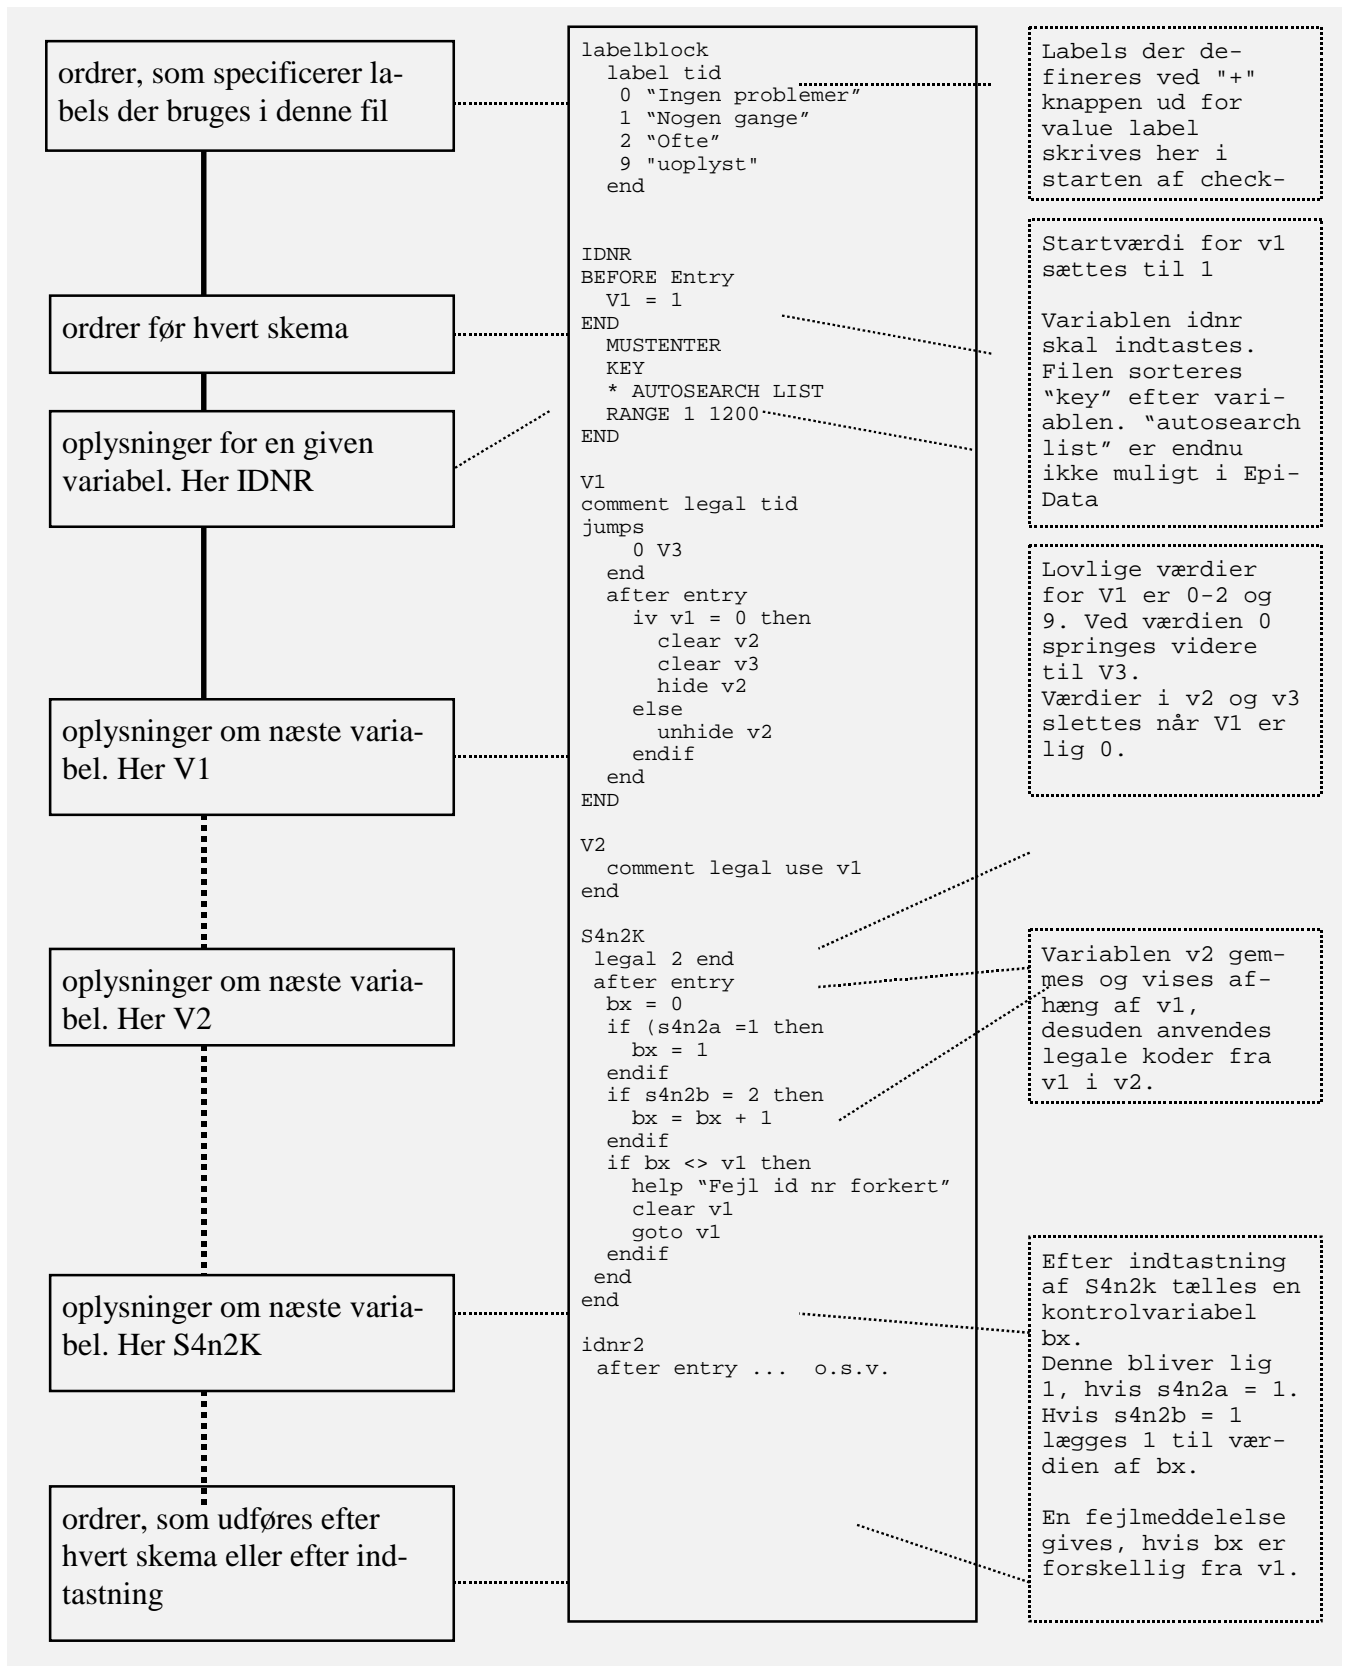 ordrer, som specificerer la-
bels der bruges i denne fil
ordrer før hvert skema
oplysninger for en given
variabel. Her IDNR
oplysninger om næste varia-
bel. Her V1
oplysninger om næste varia-
bel. Her V2
oplysninger om næste varia-
bel. Her S4n2K
ordrer, som udføres efter
hvert skema eller efter ind-
tastning
labelblock
label tid
0 “Ingen problemer”
1 “Nogen gange”
2 “Ofte”
9 "uoplyst"
end
IDNR
BEFORE Entry
V1 = 1
END
MUSTENTER
KEY
* AUTOSEARCH LIST
RANGE 1 1200
END
V1
comment legal tid
jumps
0 V3
end
after entry
iv v1 = 0 then
clear v2
clear v3
hide v2
else
unhide v2
endif
end
END
V2
comment legal use v1
end
S4n2K
legal 2 end
after entry
bx = 0
if (s4n2a =1 then
bx = 1
endif
if s4n2b = 2 then
bx = bx + 1
endif
if bx <> v1 then
help “Fejl id nr forkert”
clear v1
goto v1
endif
end
end
idnr2
after entry ... o.s.v.
Labels der de-
fineres ved "+"
knappen ud for
value label
skrives her i
starten af check-
Startværdi for v1
sættes til 1
Variablen idnr
skal indtastes.
Filen sorteres
“key” efter vari-
ablen. “autosearch
list” er endnu
ikke muligt i Epi-
Data
Lovlige værdier
for V1 er 0-2 og
9. Ved værdien 0
springes videre
til V3.
Værdier i v2 og v3
slettes når V1 er
lig 0.
Variablen v2 gem-
mes og vises af-
hæng af v1,
desuden anvendes
legale koder fra
v1 i v2.
Efter indtastning
af S4n2k tælles en
kontrolvariabel
bx.
Denne bliver lig
1, hvis s4n2a = 1.
Hvis s4n2b = 1
lægges 1 til vær-
dien af bx.
En fejlmeddelelse
gives, hvis bx er
forskellig fra v1.